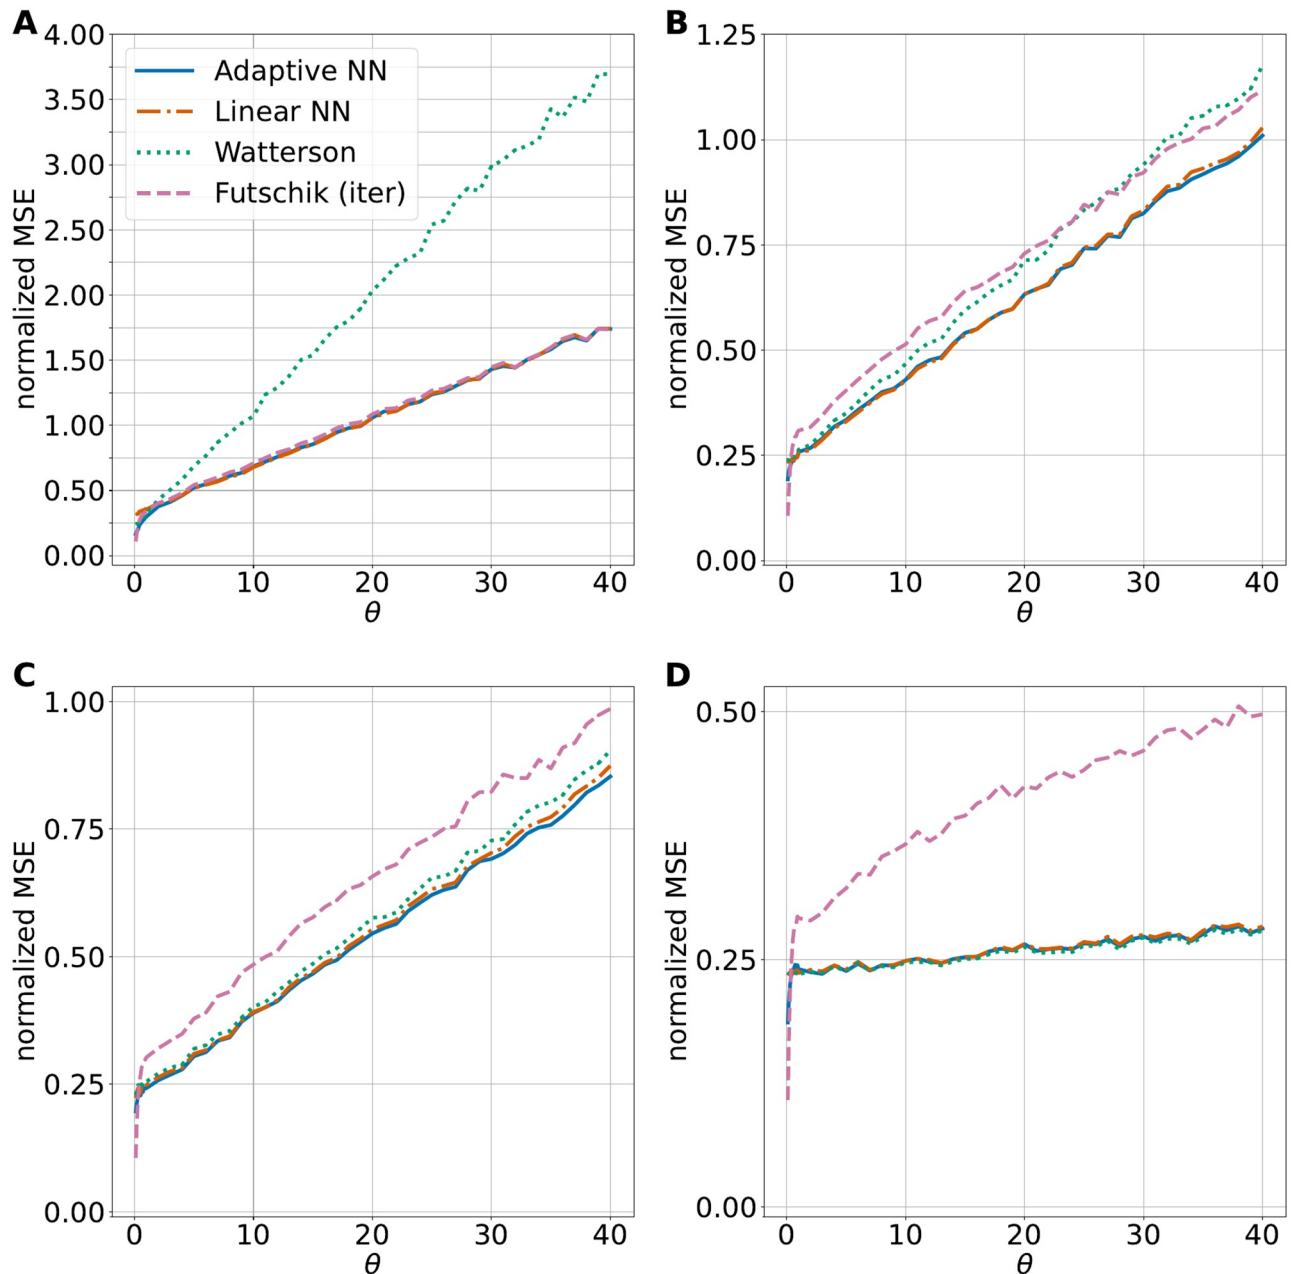 A
4.00
3.50
3.00
2.50
2.00
1.50
1.00
0.50
0.00
normalized MSE
Adaptive NN
Linear NN
Watterson
Futschik (iter)
0 10 20 30 40
θ
B
1.25
1.00
0.75
0.50
0.25
0.00
normalized MSE
0 10 20 30 40
θ
C
1.00
0.75
0.50
0.25
0.00
normalized MSE
0 10 20 30 40
θ
D
0.50
0.25
0.00
normalized MSE
0 10 20 30 40
θ